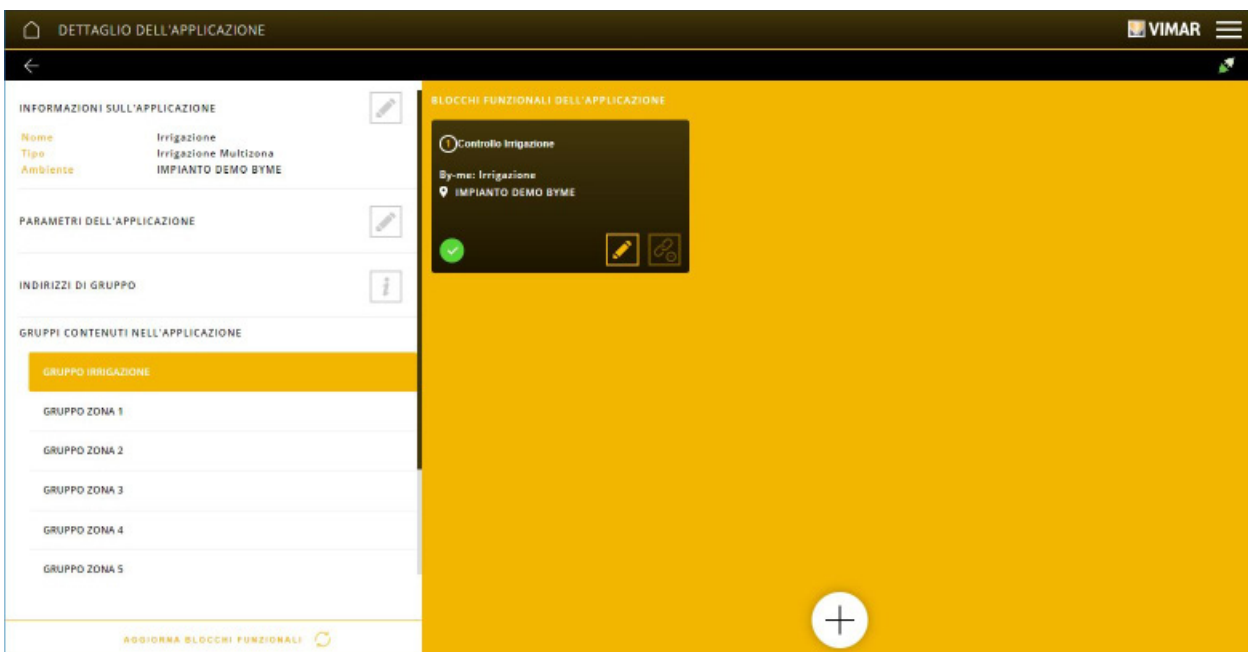 DETTAGLIO DELL'APPLICAZIONE
VIMAR
INFORMAZIONI SULL'APPLICAZIONE
Nome Irrigazione
Tipo Irrigazione Multizona
Ambiente IMPIANTO DEMO BYME
PARAMETRI DELL'APPLICAZIONE
INDIRIZZI DI GRUPPO
i
GRUPPI CONTENUTI NELL'APPLICAZIONE
GRUPPO IRRIGAZIONE
GRUPPO ZONA 1
GRUPPO ZONA 2
GRUPPO ZONA 3
GRUPPO ZONA 4
GRUPPO ZONA 5
AGGIORNA BLOCCHI FUNZIONALI
BLOCCHI FUNZIONALI DELL'APPLICAZIONE
1 Controllo Irrigazione
By-me: Irrigazione
IMPIANTO DEMO BYME